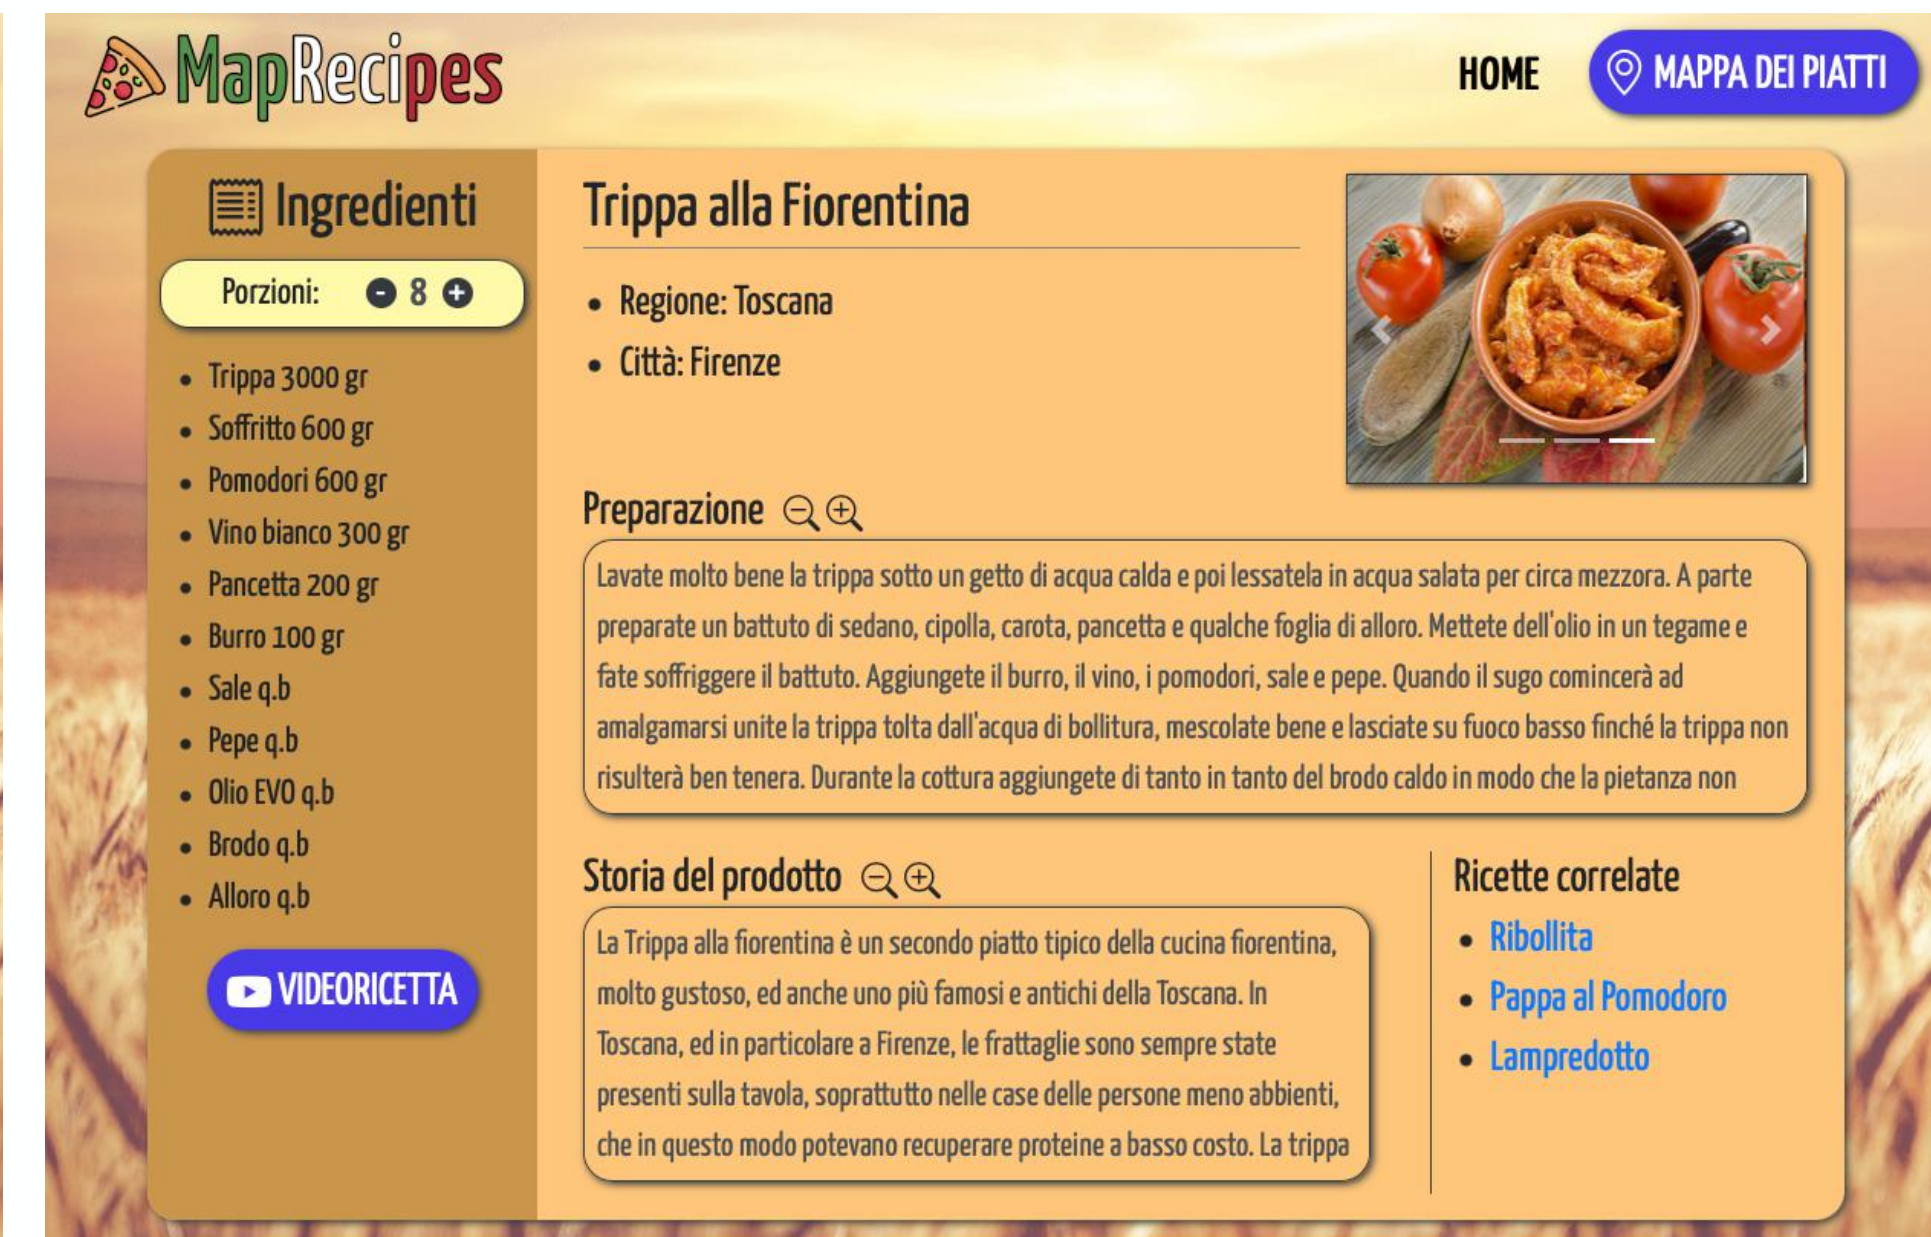 MapRecipes
HOME
MAPPA DEI PIATTI
Ingredienti
Porzioni: - 8 +
Trippa 3000 gr
Soffritto 600 gr
Pomodori 600 gr
Vino bianco 300 gr
Pancetta 200 gr
Burro 100 gr
Sale q.b
Pepe q.b
Olio EVO q.b
Brodo q.b
Alloro q.b
VIDEORICETTA
Trippa alla Fiorentina
Regione: Toscana
Città: Firenze
Preparazione
Lavate molto bene la trippa sotto un getto di acqua calda e poi lessatela in acqua salata per circa mezzora. A parte
preparate un battuto di sedano, cipolla, carota, pancetta e qualche foglia di alloro. Mettete dell'olio in un tegame e
fate soffriggere il battuto. Aggiungete il burro, il vino, i pomodori, sale e pepe. Quando il sugo comincerà ad
amalgamarsi unite la trippa tolta dall'acqua di bollitura, mescolate bene e lasciate su fuoco basso finché la trippa non
risulterà ben tenera. Durante la cottura aggiungete di tanto in tanto del brodo caldo in modo che la pietanza non
Storia del prodotto
La Trippa alla fiorentina è un secondo piatto tipico della cucina fiorentina,
molto gustoso, ed anche uno più famosi e antichi della Toscana. In
Toscana, ed in particolare a Firenze, le frattaglie sono sempre state
presenti sulla tavola, soprattutto nelle case delle persone meno abbienti,
che in questo modo potevano recuperare proteine a basso costo. La trippa
Ricette correlate
Ribollita
Pappa al Pomodoro
Lampredotto